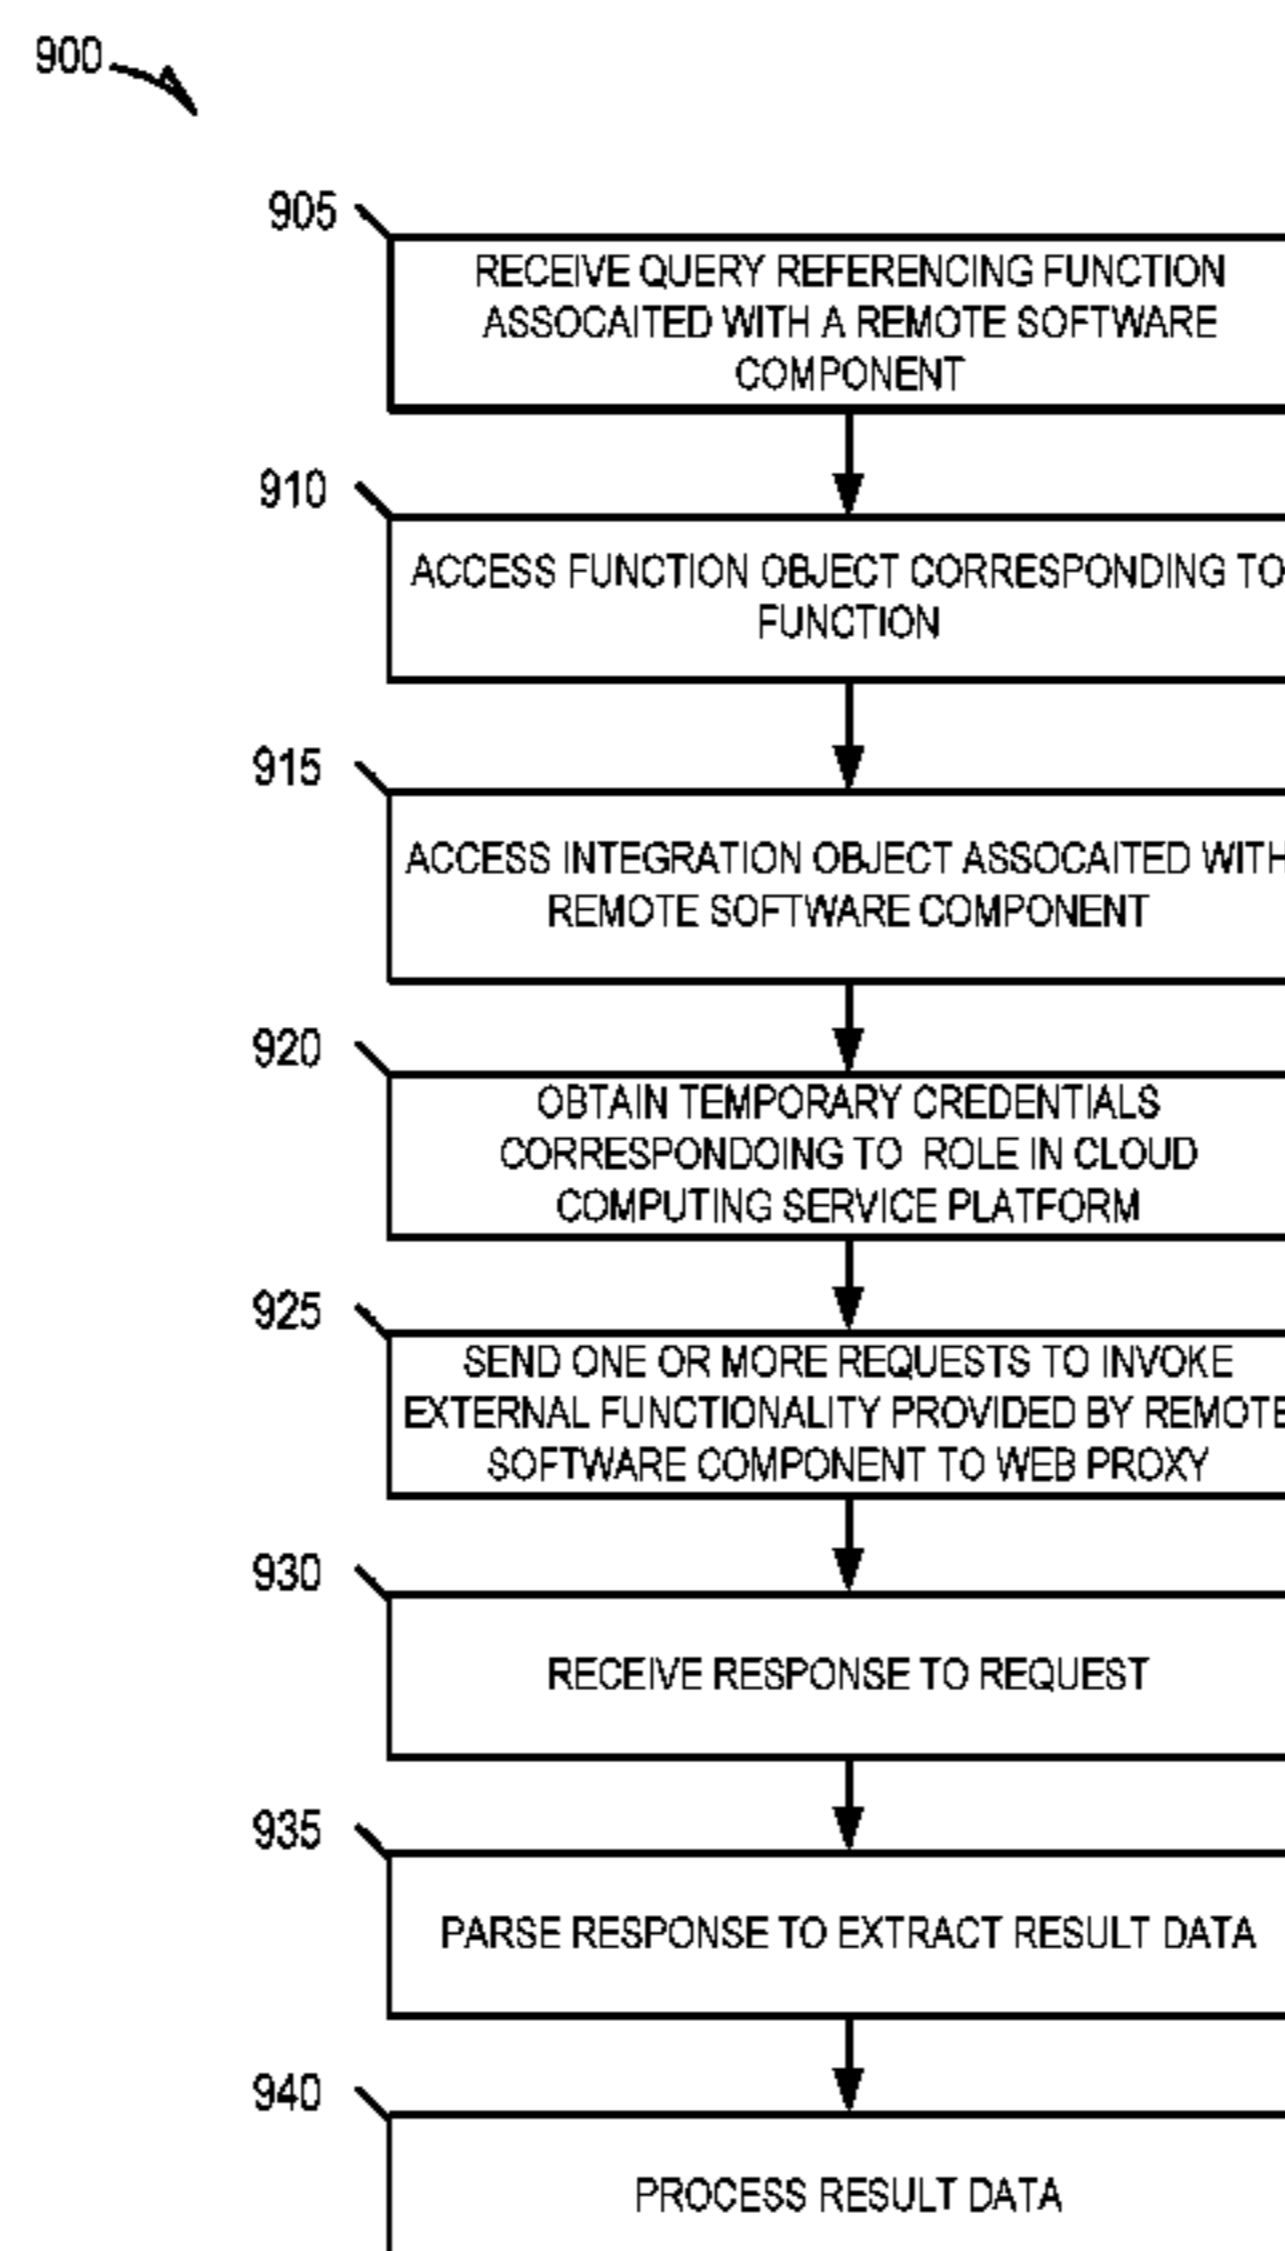 900
905
RECEIVE QUERY REFERENCING FUNCTION
ASSOCAITED WITH A REMOTE SOFTWARE
COMPONENT
910
ACCESS FUNCTION OBJECT CORRESPONDING TO
FUNCTION
915
ACCESS INTEGRATION OBJECT ASSOCAITED WITH
REMOTE SOFTWARE COMPONENT
920
OBTAIN TEMPORARY CREDENTIALS
CORRESPONDOING TO ROLE IN CLOUD
COMPUTING SERVICE PLATFORM
925
SEND ONE OR MORE REQUESTS TO INVOKE
EXTERNAL FUNCTIONALITY PROVIDED BY REMOTE
SOFTWARE COMPONENT TO WEB PROXY
930
RECEIVE RESPONSE TO REQUEST
935
PARSE RESPONSE TO EXTRACT RESULT DATA
940
PROCESS RESULT DATA